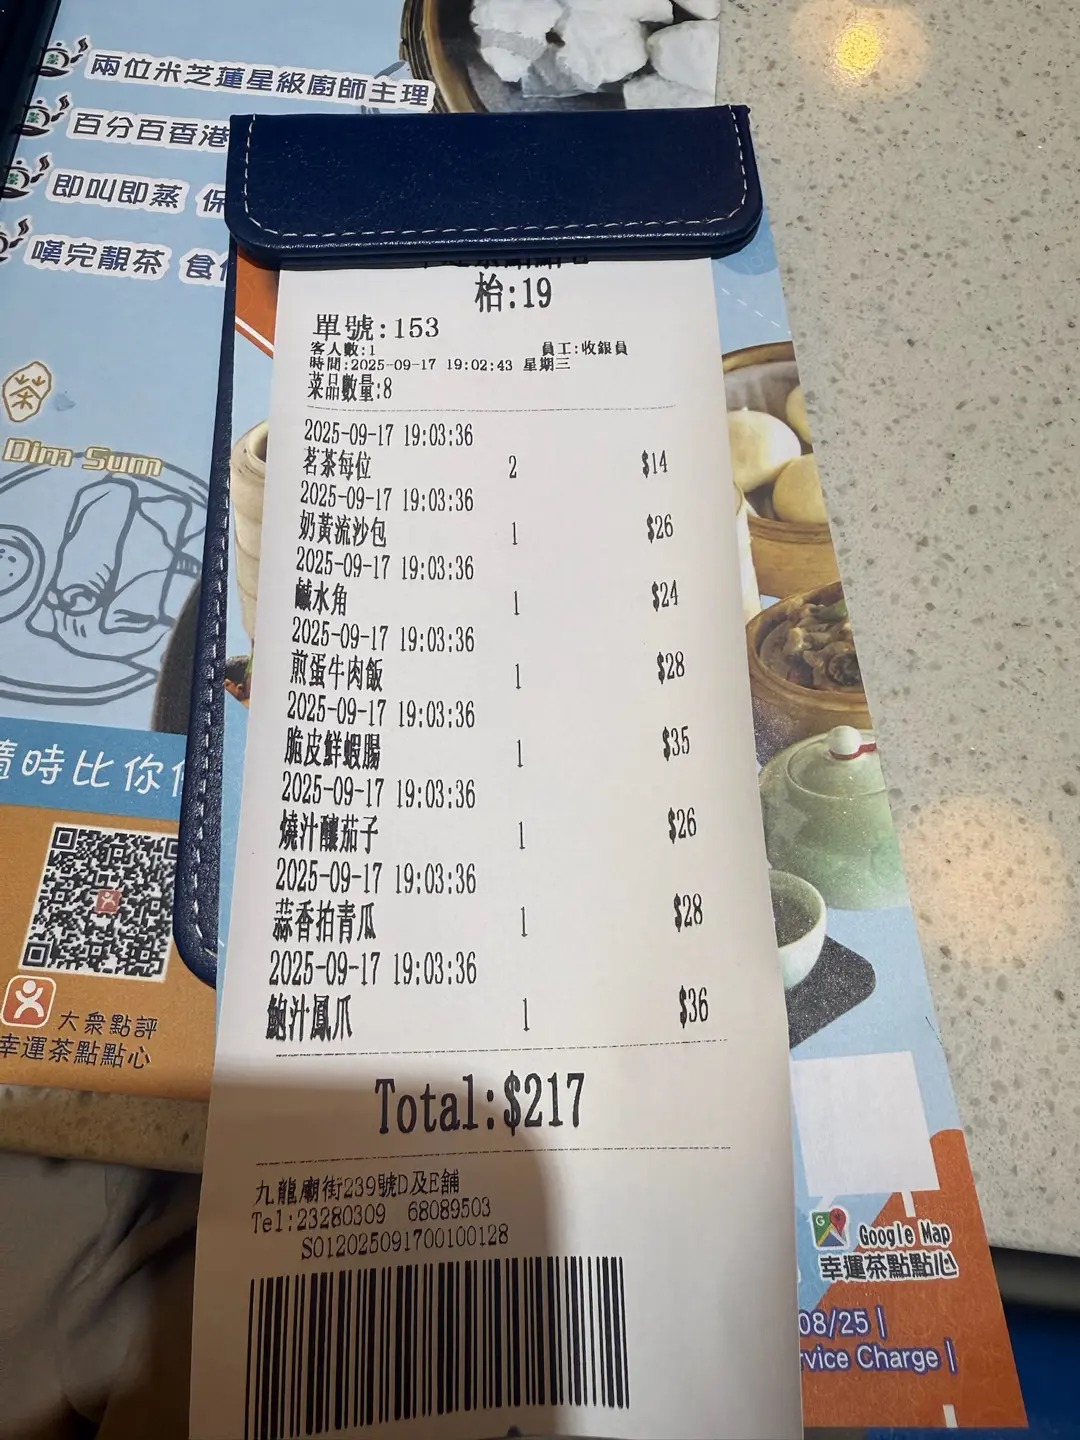 兩位米芝蓮星級廚師主理
百分百香港
即叫即蒸 保
嘆完靚茶 食
茶
Dim Sum
隨時比你
大衆點評
幸運茶點點心
枱:19
單號:153
客人數:1 員工:收銀員
時間:2025-09-17 19:02:43 星期三
菜品數量:8
2025-09-17 19:03:36
茗茶每位 2 $14
2025-09-17 19:03:36
奶黃流沙包 1 $26
2025-09-17 19:03:36
鹹水角 1 $24
2025-09-17 19:03:36
煎蛋牛肉飯 1 $28
2025-09-17 19:03:36
脆皮鮮蝦腸 1 $35
2025-09-17 19:03:36
燒汁釀茄子 1 $26
2025-09-17 19:03:36
蒜香拍青瓜 1 $28
2025-09-17 19:03:36
鮑汁鳳爪 1 $36
Total:$217
九龍廟街239號D及E舖
Tel:23280309 68089503
S012025091700100128
Google Map
幸運茶點點心
08/25 |
rvice Charge |